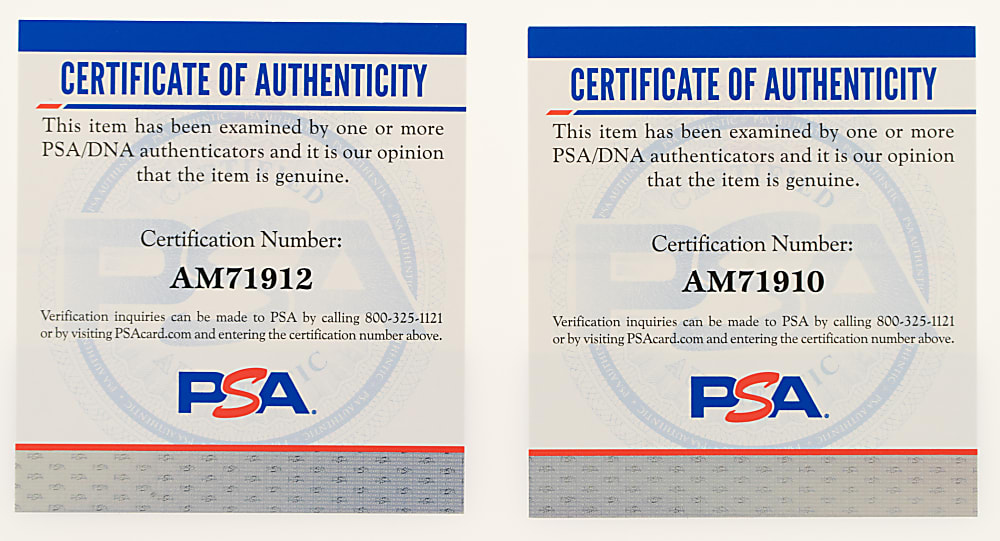 CERTIFICATE OF AUTHENTICITY
This item has been examined by one or more
PSA/DNA authenticators and it is our opinion
that the item is genuine.
Certification Number:
AM71912
Verification inquiries can be made to PSA by calling 800-325-1121
or by visiting PSAcard.com and entering the certification number above.
PSA®
CERTIFICATE OF AUTHENTICITY
This item has been examined by one or more
PSA/DNA authenticators and it is our opinion
that the item is genuine.
Certification Number:
AM71910
Verification inquiries can be made to PSA by calling 800-325-1121
or by visiting PSAcard.com and entering the certification number above.
PSA®